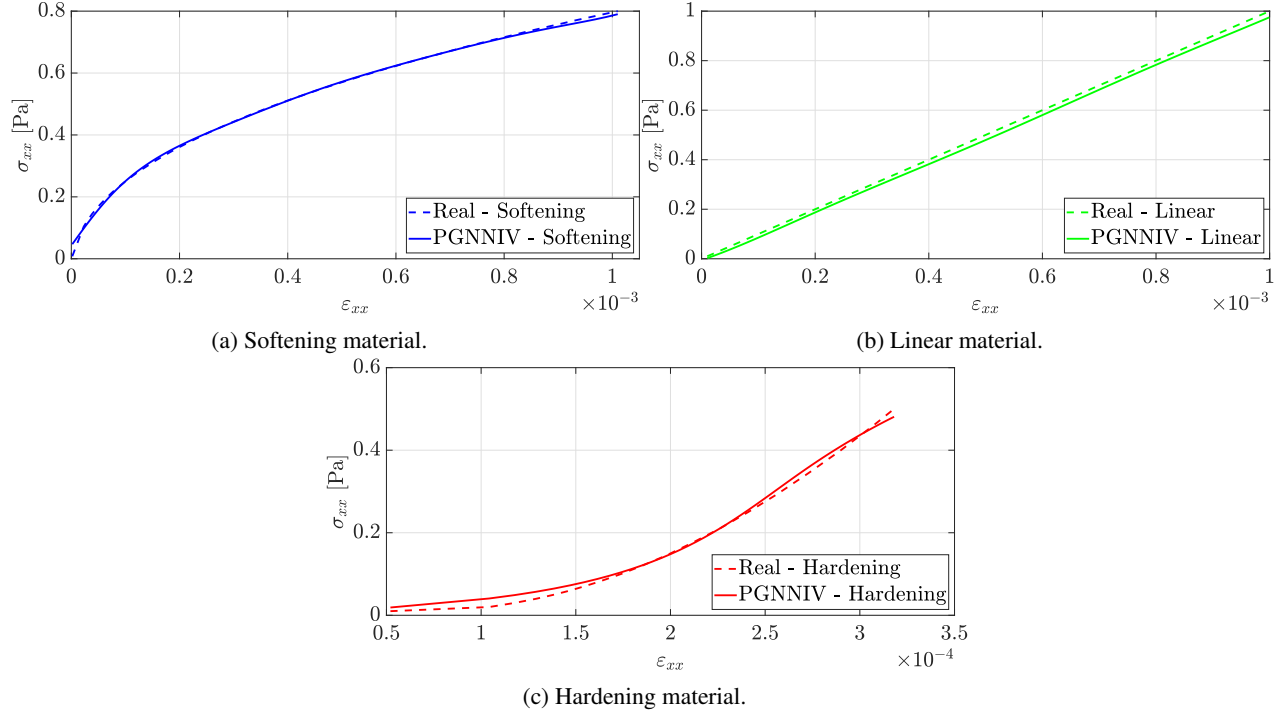 0.8
0.6
0.4
0.2
0
σxx [Pa]
Real - Softening
PGNNIV - Softening
0 0.2 0.4 0.6 0.8 1
×10⁻³
εxx
(a) Softening material.
1
0.8
0.6
0.4
0.2
0
σxx [Pa]
Real - Linear
PGNNIV - Linear
0 0.2 0.4 0.6 0.8 1
×10⁻³
εxx
(b) Linear material.
0.6
0.4
0.2
0
σxx [Pa]
Real - Hardening
PGNNIV - Hardening
0.5 1 1.5 2 2.5 3 3.5
×10⁻⁴
εxx
(c) Hardening material.